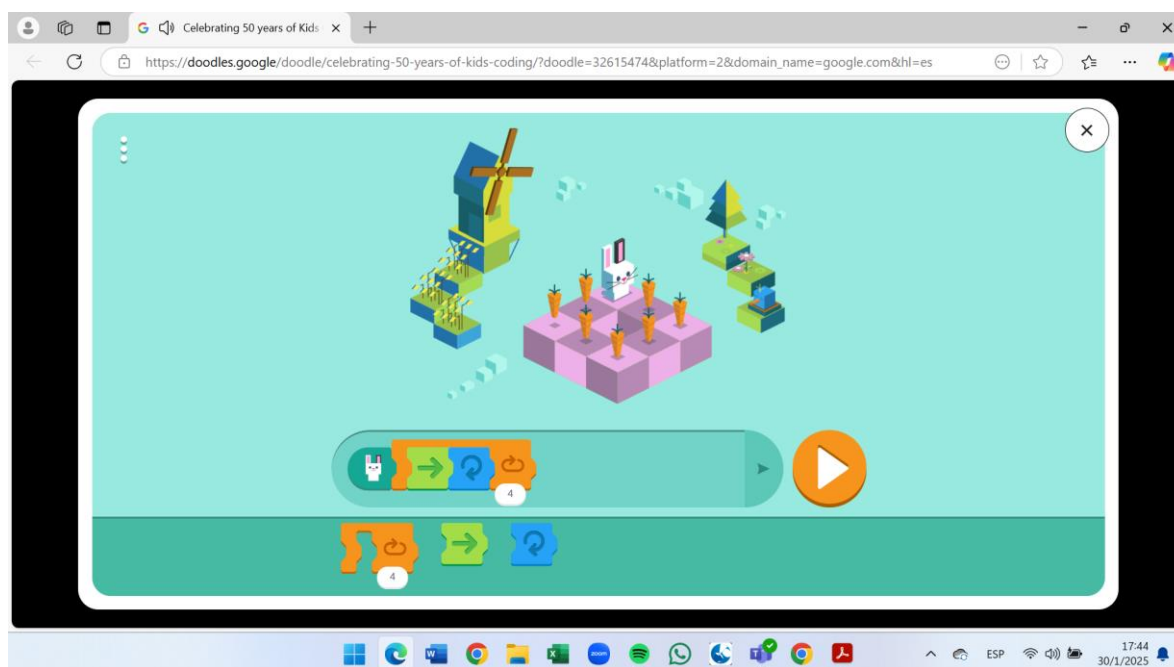 Celebrating 50 years of Kids
https://doodles.google/doodle/celebrating-50-years-of-kids-coding/?doodle=32615474&platform=2&domain_name=google.com&hl=es
4
4
zoom
ESP
17:44
30/1/2025